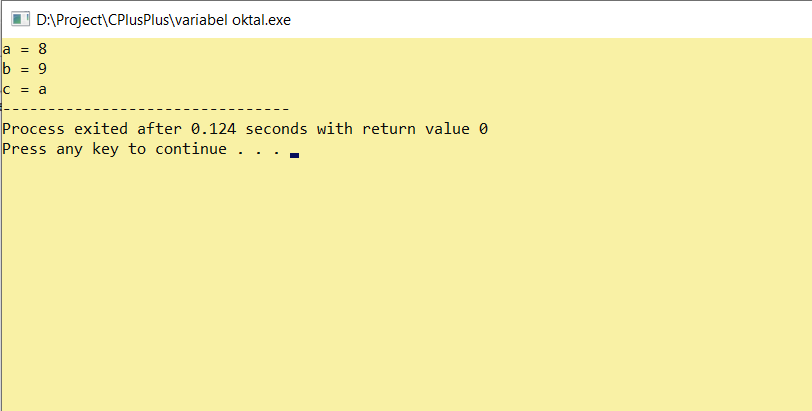 D:\Project\CPlusPlus\variabel oktal.exe
a = 8
b = 9
c = a
--------------------------------
Process exited after 0.124 seconds with return value 0
Press any key to continue . . .